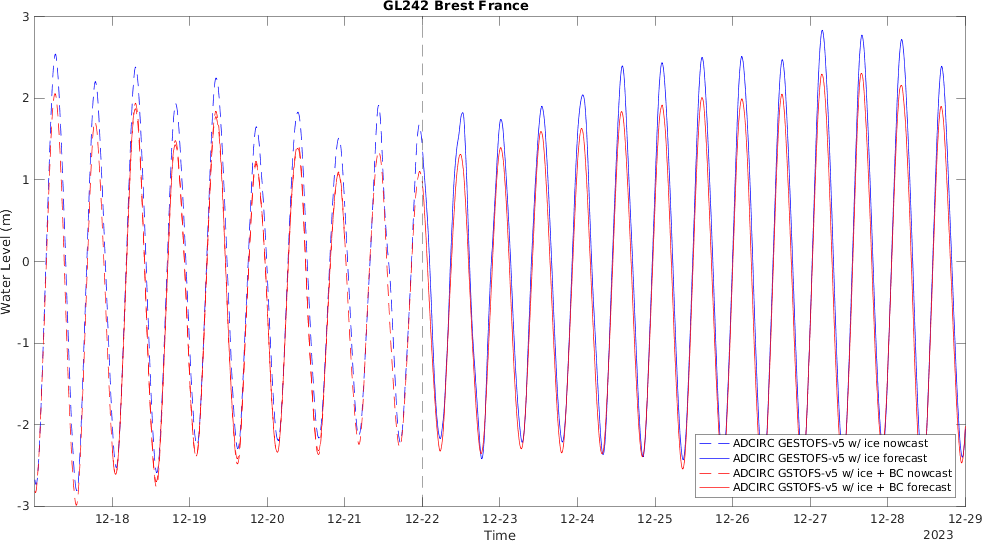 GL242 Brest France
3
2
1
0
-1
-2
-3
Water Level (m)
ADCIRC GESTOFS-v5 w/ ice nowcast
ADCIRC GESTOFS-v5 w/ ice forecast
ADCIRC GSTOFS-v5 w/ ice + BC nowcast
ADCIRC GSTOFS-v5 w/ ice + BC forecast
12-18 12-19 12-20 12-21 12-22 12-23 12-24 12-25 12-26 12-27 12-28 12-29
Time
2023